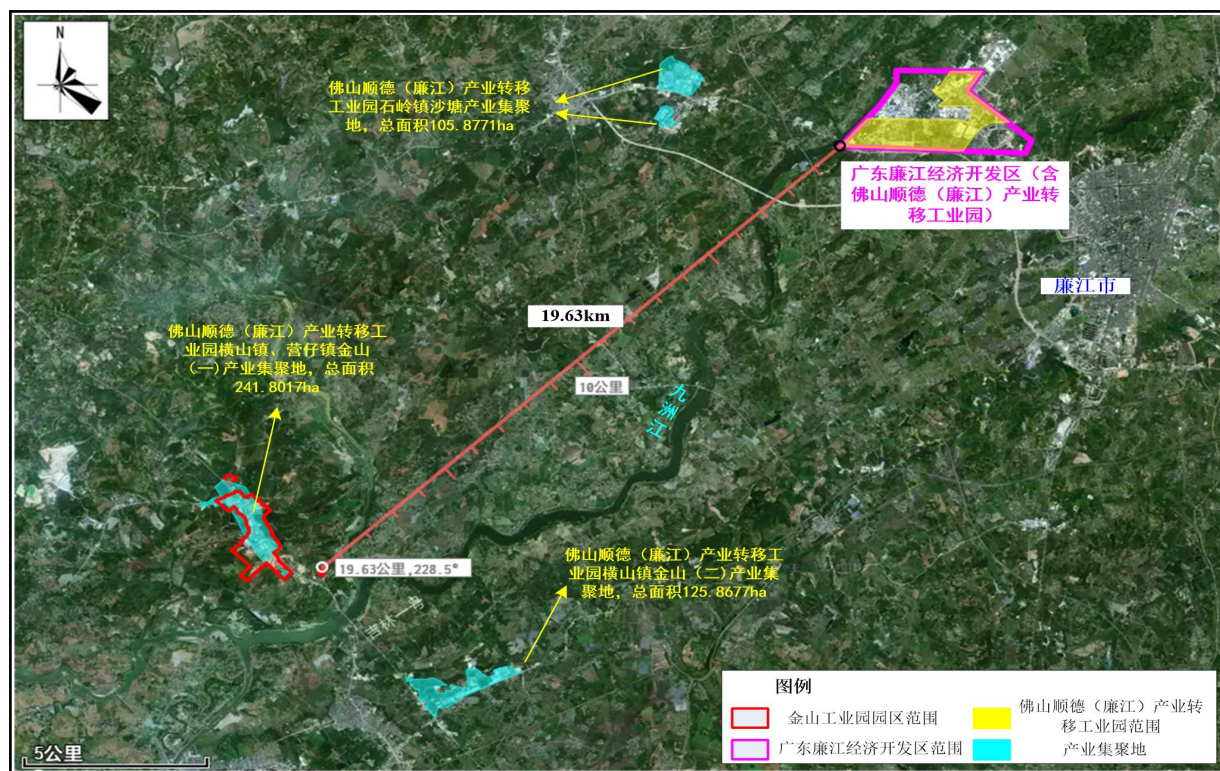 N
佛山顺德（廉江）产业转移
工业园石岭镇沙塘产业集聚
地，总面积105.8771ha
广东廉江经济开发区（含
佛山顺德（廉江）产业转
移工业园）
廉江市
19.63km
佛山顺德（廉江）产业转移工
业园横山镇、营仔镇金山
（一）产业集聚地，总面积
241.8017ha
10公里
九洲江
19.63公里,228.5°
佛山顺德（廉江）产业转移工
业园横山镇金山（二）产业集
聚地，总面积125.8677ha
5公里
图例
金山工业园园区范围
佛山顺德（廉江）产业转
移工业园范围
广东廉江经济开发区范围
产业集聚地